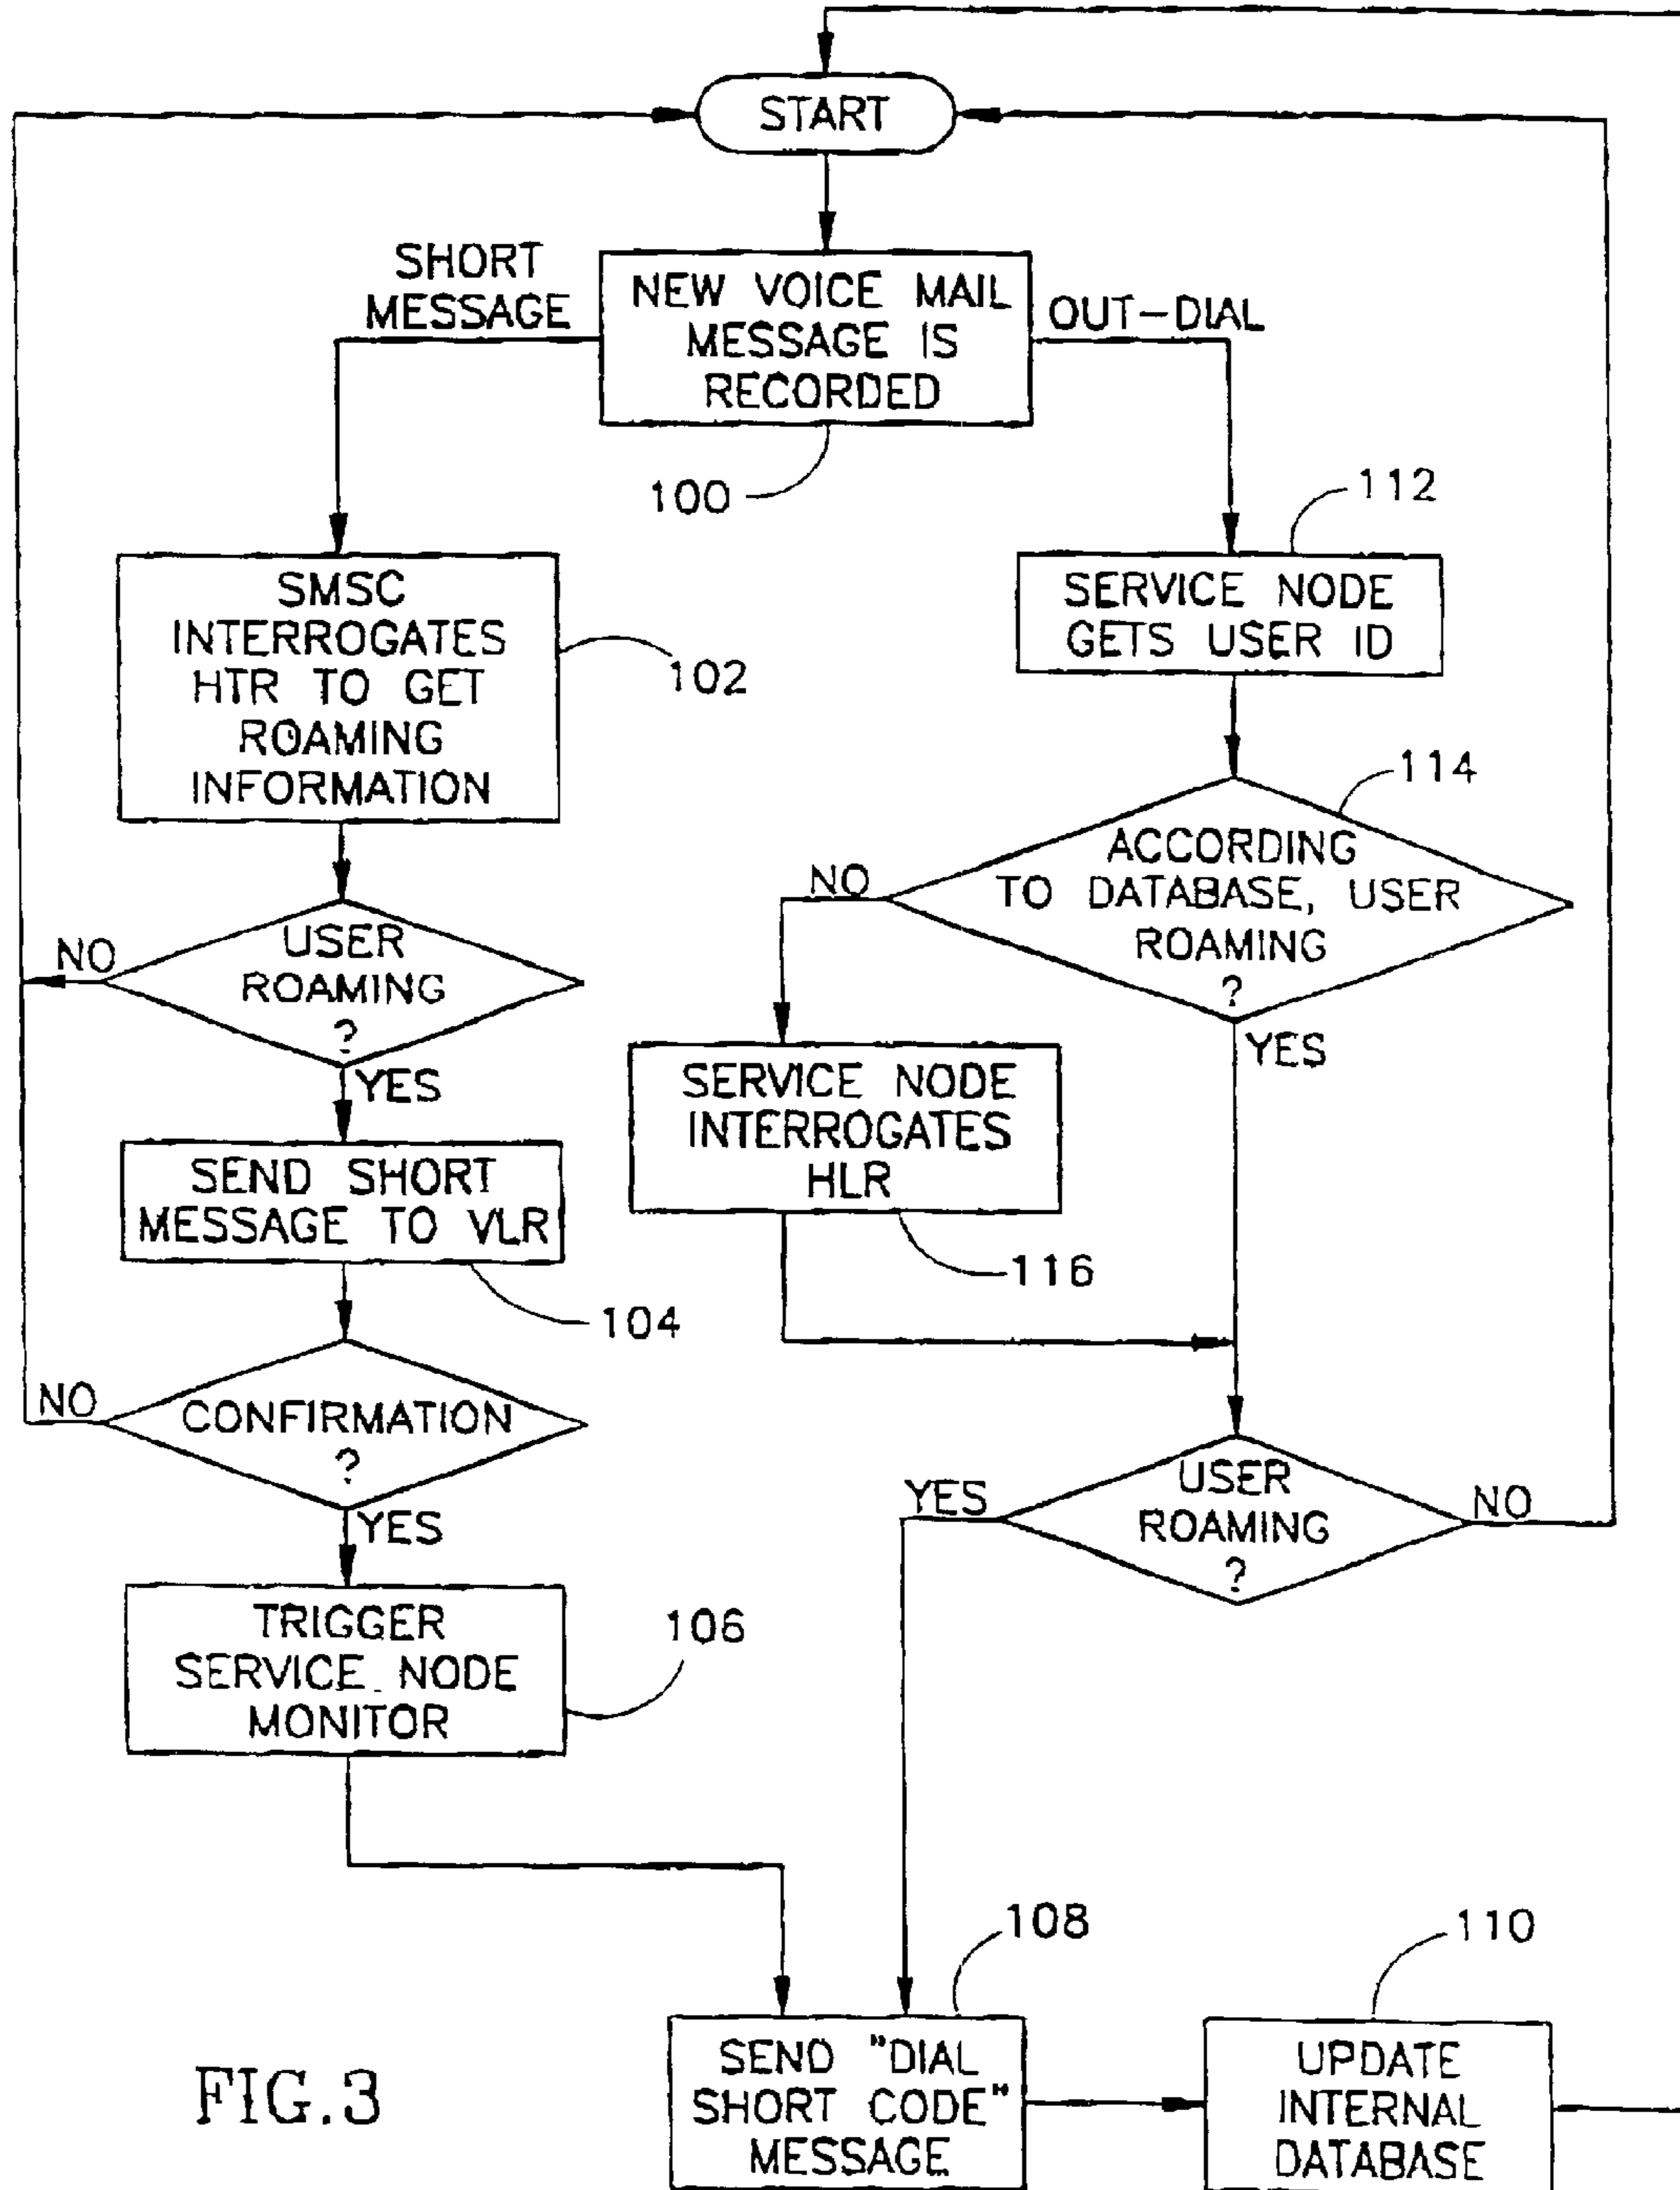 START
SHORT
MESSAGE
NEW VOICE MAIL
MESSAGE IS
RECORDED
OUT-DIAL
100
112
SMSC
INTERROGATES
HTR TO GET
ROAMING
INFORMATION
102
SERVICE NODE
GETS USER ID
114
ACCORDING
TO DATABASE, USER
ROAMING
?
NO
YES
USER
ROAMING
?
NO
YES
SERVICE NODE
INTERROGATES
HLR
116
SEND SHORT
MESSAGE TO VLR
104
CONFIRMATION
?
NO
YES
USER
ROAMING
?
YES
NO
TRIGGER
SERVICE NODE
MONITOR
106
108
110
SEND "DIAL
SHORT CODE"
MESSAGE
UPDATE
INTERNAL
DATABASE
FIG.3